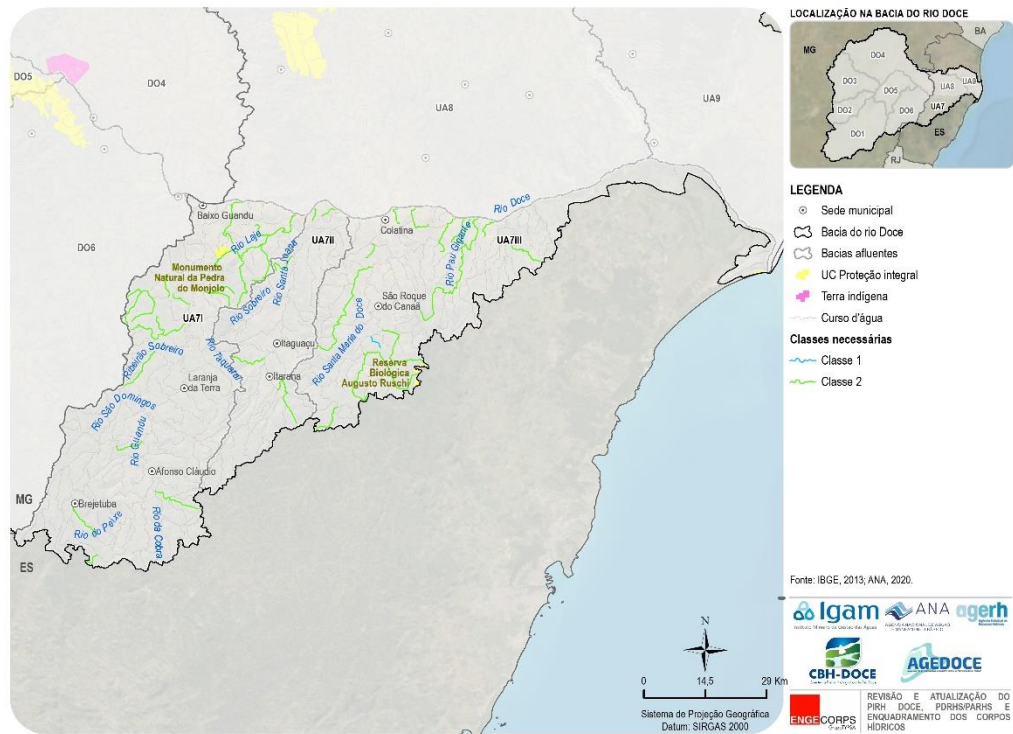 DO5
DO4
UA8
UA9
DO6
Baixo Guandu
Rio Doce
Colatina
Rio Laje
UA7II
UA7III
Rio Pau Gigante
Monumento
Natural da Pedra
do Monjolo
Rio Santa Joana
Rio Sobreiro
São Roque
do Canaã
UA7I
Rio Santa Maria do Doce
Ribeirão Sobreiro
Rio Taquaral
Itaguaçu
Reserva
Biológica
Augusto Ruschi
Laranja
da Terra
Itarana
Rio São Domingos
Rio Guandu
Afonso Cláudio
MG
Brejetuba
Rio do Peixe
Rio da Cobra
ES
N
0 14,5 29 Km
Sistema de Projeção Geográfica
Datum: SIRGAS 2000
LOCALIZAÇÃO NA BACIA DO RIO DOCE
BA
MG
DO4
DO3
DO5
UA8
UA9
DO2
DO6
UA7
DO1
ES
RJ
LEGENDA
Sede municipal
Bacia do rio Doce
Bacias afluentes
UC Proteção integral
Terra indígena
Curso d'água
Classes necessárias
Classe 1
Classe 2
Fonte: IBGE, 2013; ANA, 2020.
Igam
ANA
agerh
CBH-DOCE
AGEDOCE
ENGECORPS
REVISÃO E ATUALIZAÇÃO DO
PIRH DOCE, PDRHS/PARHS E
ENQUADRAMENTO DOS CORPOS
HÍDRICOS